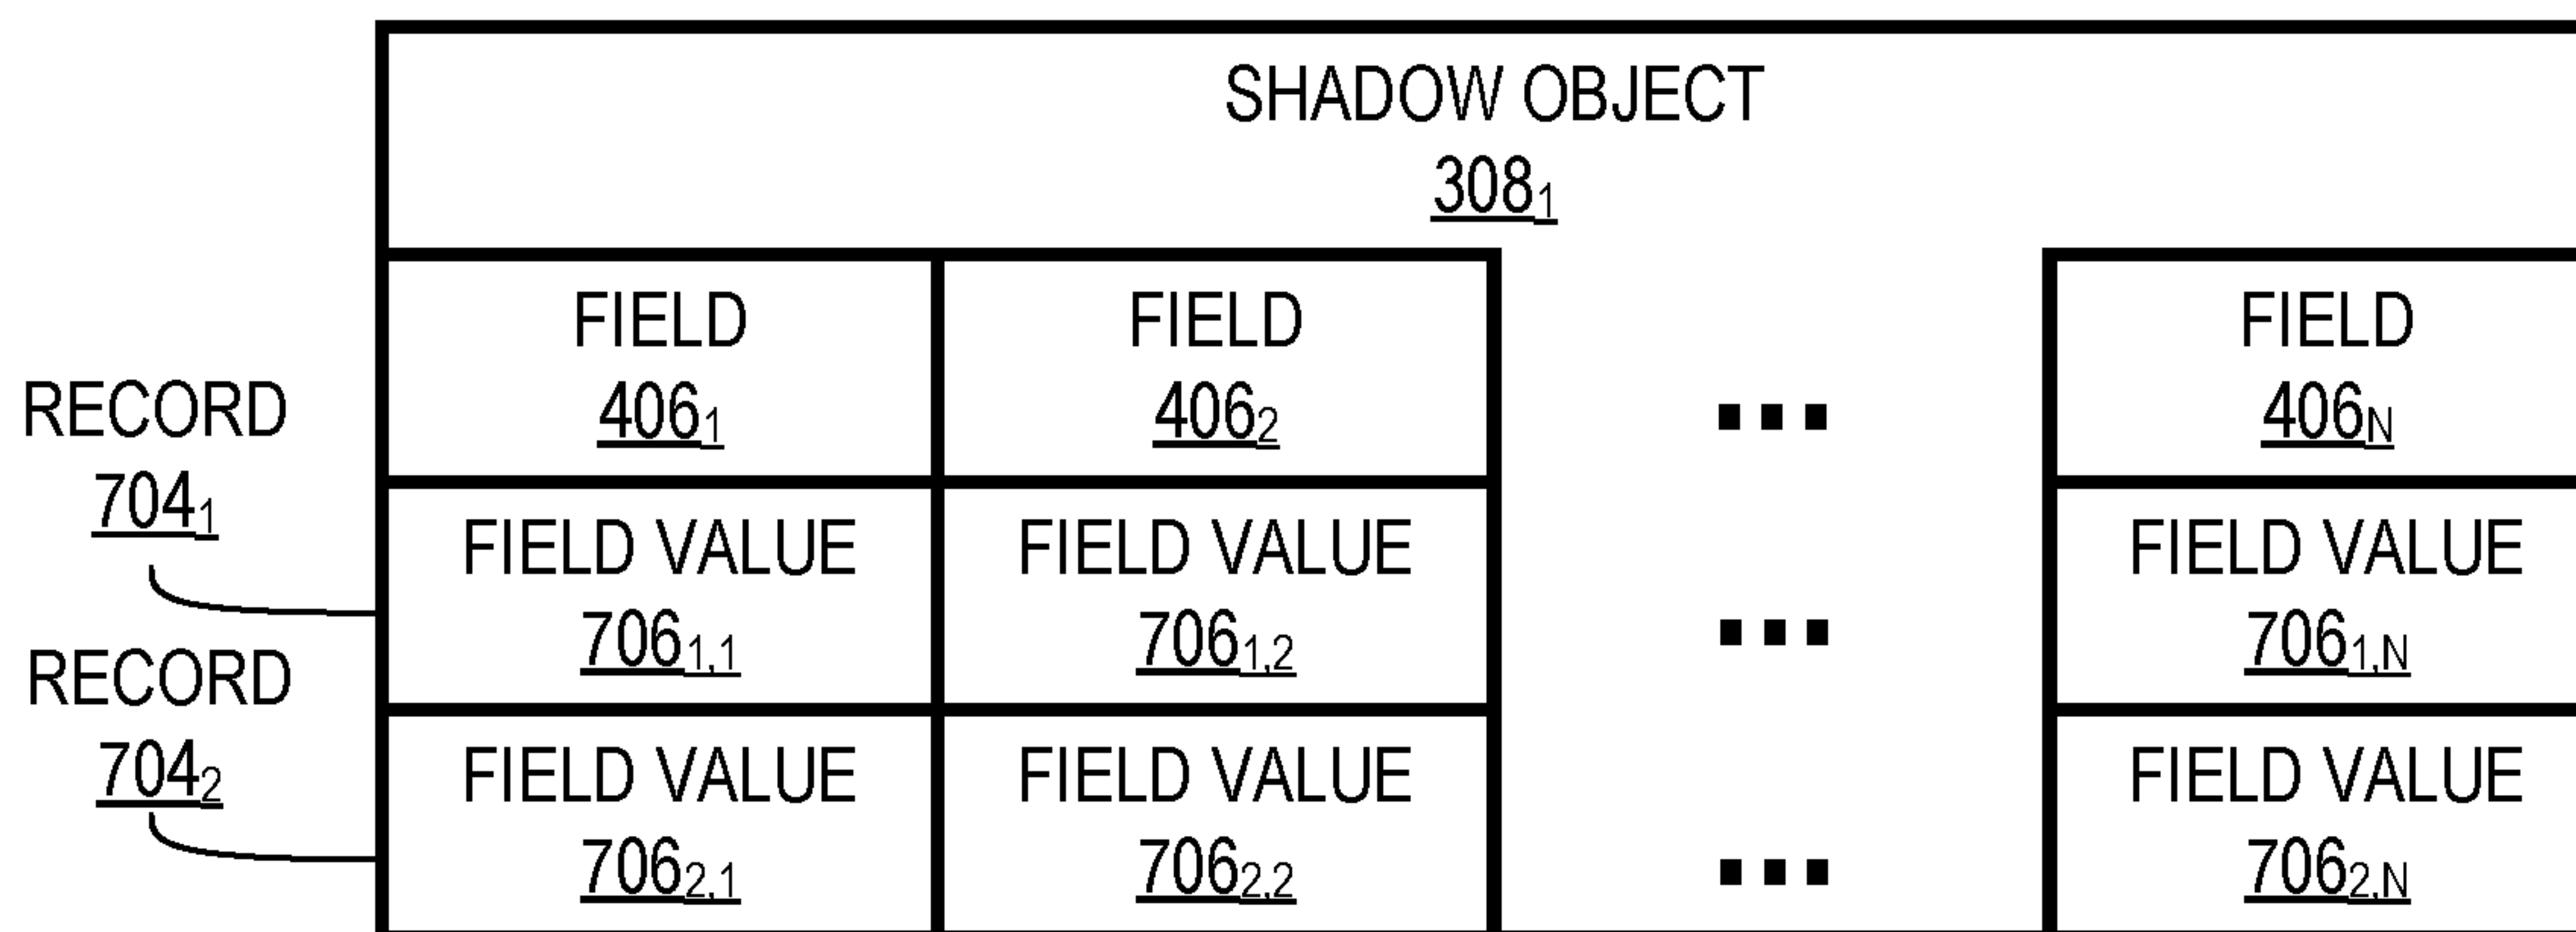 SHADOW OBJECT
308₁
FIELD FIELD FIELD
RECORD
406₁ 406₂ ... 406N
704₁
FIELD VALUE FIELD VALUE FIELD VALUE
706₁,₁ 706₁,₂ ... 706₁,N
RECORD
704₂
FIELD VALUE FIELD VALUE FIELD VALUE
706₂,₁ 706₂,₂ ... 706₂,N